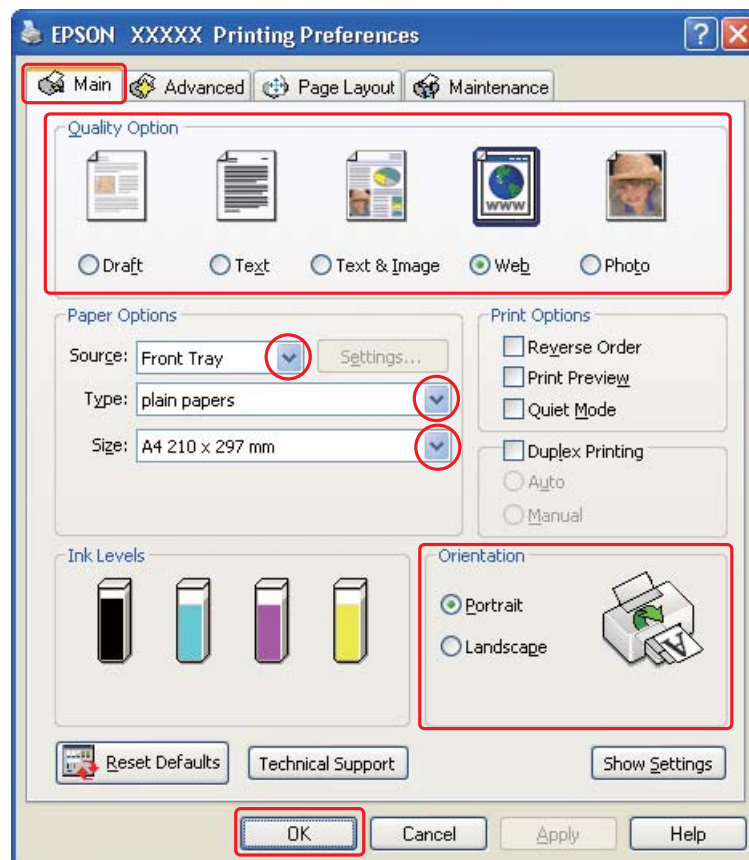 EPSON XXXXX Printing Preferences
Main Advanced Page Layout Maintenance
Quality Option
www
Draft Text Text & Image Web Photo
Paper Options
Source: Front Tray Settings...
Type: plain papers
Size: A4 210 x 297 mm
Print Options
Reverse Order
Print Preview
Quiet Mode
Duplex Printing
Auto
Manual
Ink Levels
Orientation
Portrait
Landscape
A
Reset Defaults Technical Support Show Settings
OK Cancel Apply Help